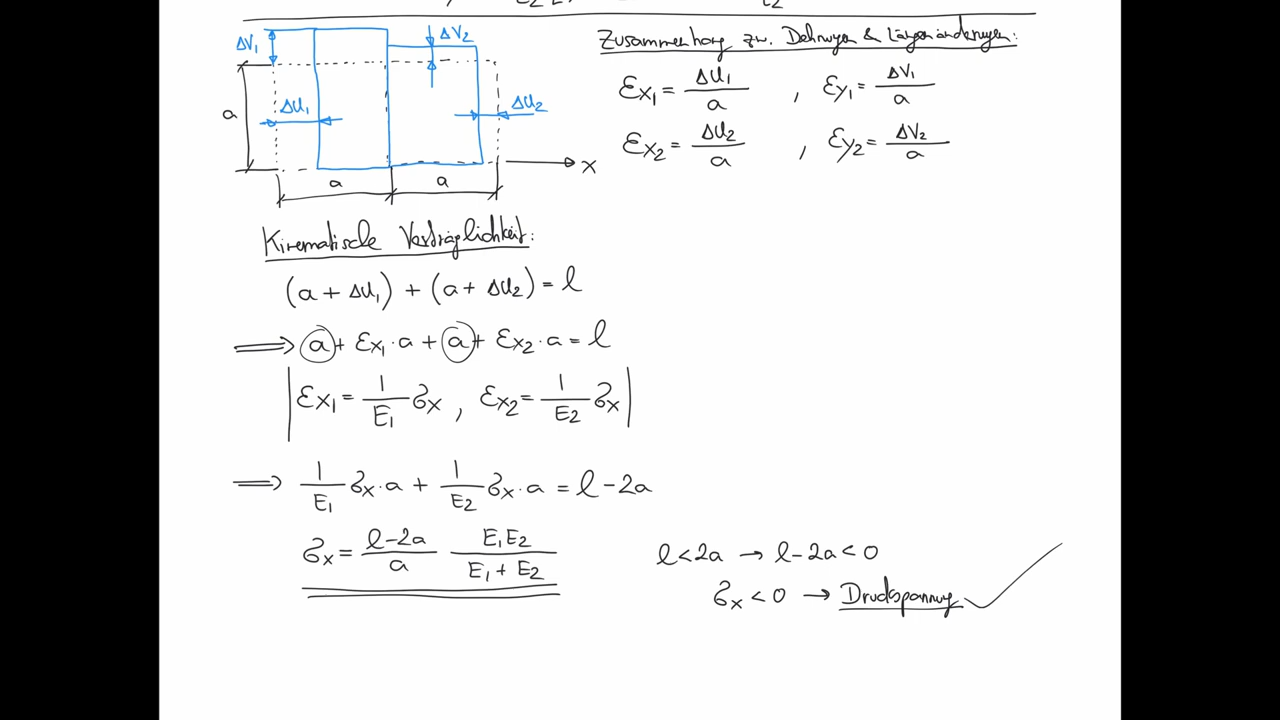 ΔV₁
ΔV₂
a
ΔU₁
ΔU₂
x
a
a
Zusammenhang zw. Dehnungen & Längenänderungen:
εx₁ = ΔU₁/a , εy₁ = ΔV₁/a
εx₂ = ΔU₂/a , εy₂ = ΔV₂/a
Kinematische Verträglichkeit:
(a + ΔU₁) + (a + ΔU₂) = l
⟹ a + εx₁·a + a + εx₂·a = l
| εx₁ = 1/E₁ σx , εx₂ = 1/E₂ σx |
⟹ 1/E₁ σx·a + 1/E₂ σx·a = l – 2a
σx = (l–2a)/a E₁E₂/(E₁ + E₂)
l < 2a → l – 2a < 0
σx < 0 → Druckspannung ✓